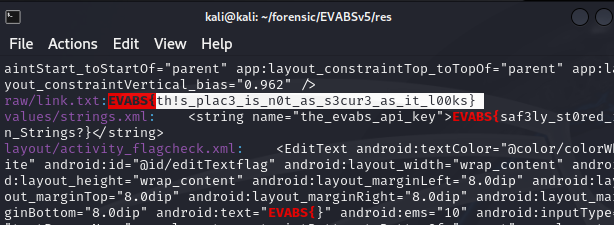 kali@kali: ~/forensic/EVABSv5/res
File Actions Edit View Help
aintStart_toStartOf="parent" app:layout_constraintTop_toTopOf="parent" app:la
yout_constraintVertical_bias="0.962" />
raw/link.txt:EVABS{th!s_plac3_is_n0t_as_s3cur3_as_it_l00ks}
values/strings.xml:    <string name="the_evabs_api_key">EVABS{saf3ly_st0red_i
n_Strings?}</string>
layout/activity_flagcheck.xml:    <EditText android:textColor="@color/colorWh
ite" android:id="@id/editTextflag" android:layout_width="wrap_content" androi
d:layout_height="wrap_content" android:layout_marginLeft="8.0dip" android:lay
out_marginTop="8.0dip" android:layout_marginRight="8.0dip" android:layout_mar
ginBottom="8.0dip" android:text="EVABS{}" android:ems="10" android:inputType=